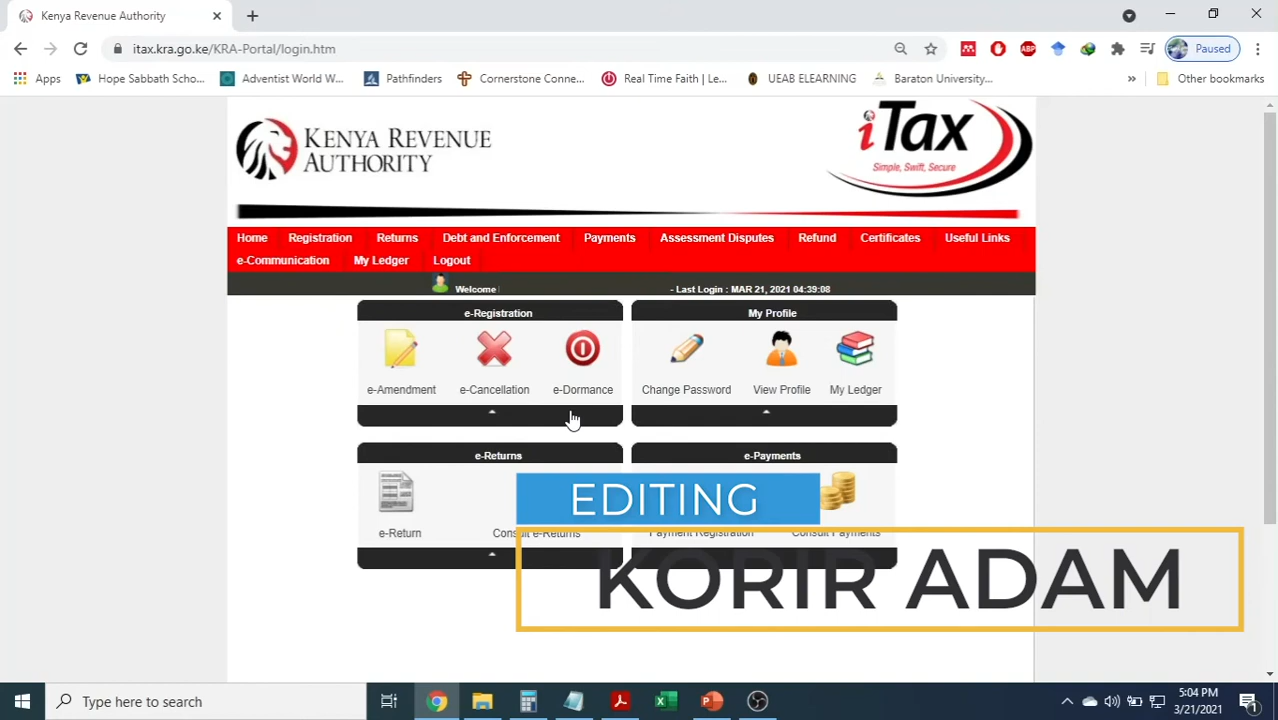 Kenya Revenue Authority
itax.kra.go.ke/KRA-Portal/login.htm
ABP
Paused
Apps
Hope Sabbath Scho...
Adventist World W...
Pathfinders
Cornerstone Conne...
Real Time Faith | Le...
UEAB ELEARNING
Baraton University...
»
Other bookmarks
KENYA REVENUE
AUTHORITY
iTax
Simple, Swift, Secure
Home Registration Returns Debt and Enforcement Payments Assessment Disputes Refund Certificates Useful Links
e-Communication My Ledger Logout
Welcome - Last Login : MAR 21, 2021 04:39:08
e-Registration
e-Amendment e-Cancellation e-Dormance
My Profile
Change Password View Profile My Ledger
e-Returns
e-Return Consult e-Returns
e-Payments
Payment Registration Consult Payments
EDITING
KORIR ADAM
Type here to search
5:04 PM
3/21/2021
1